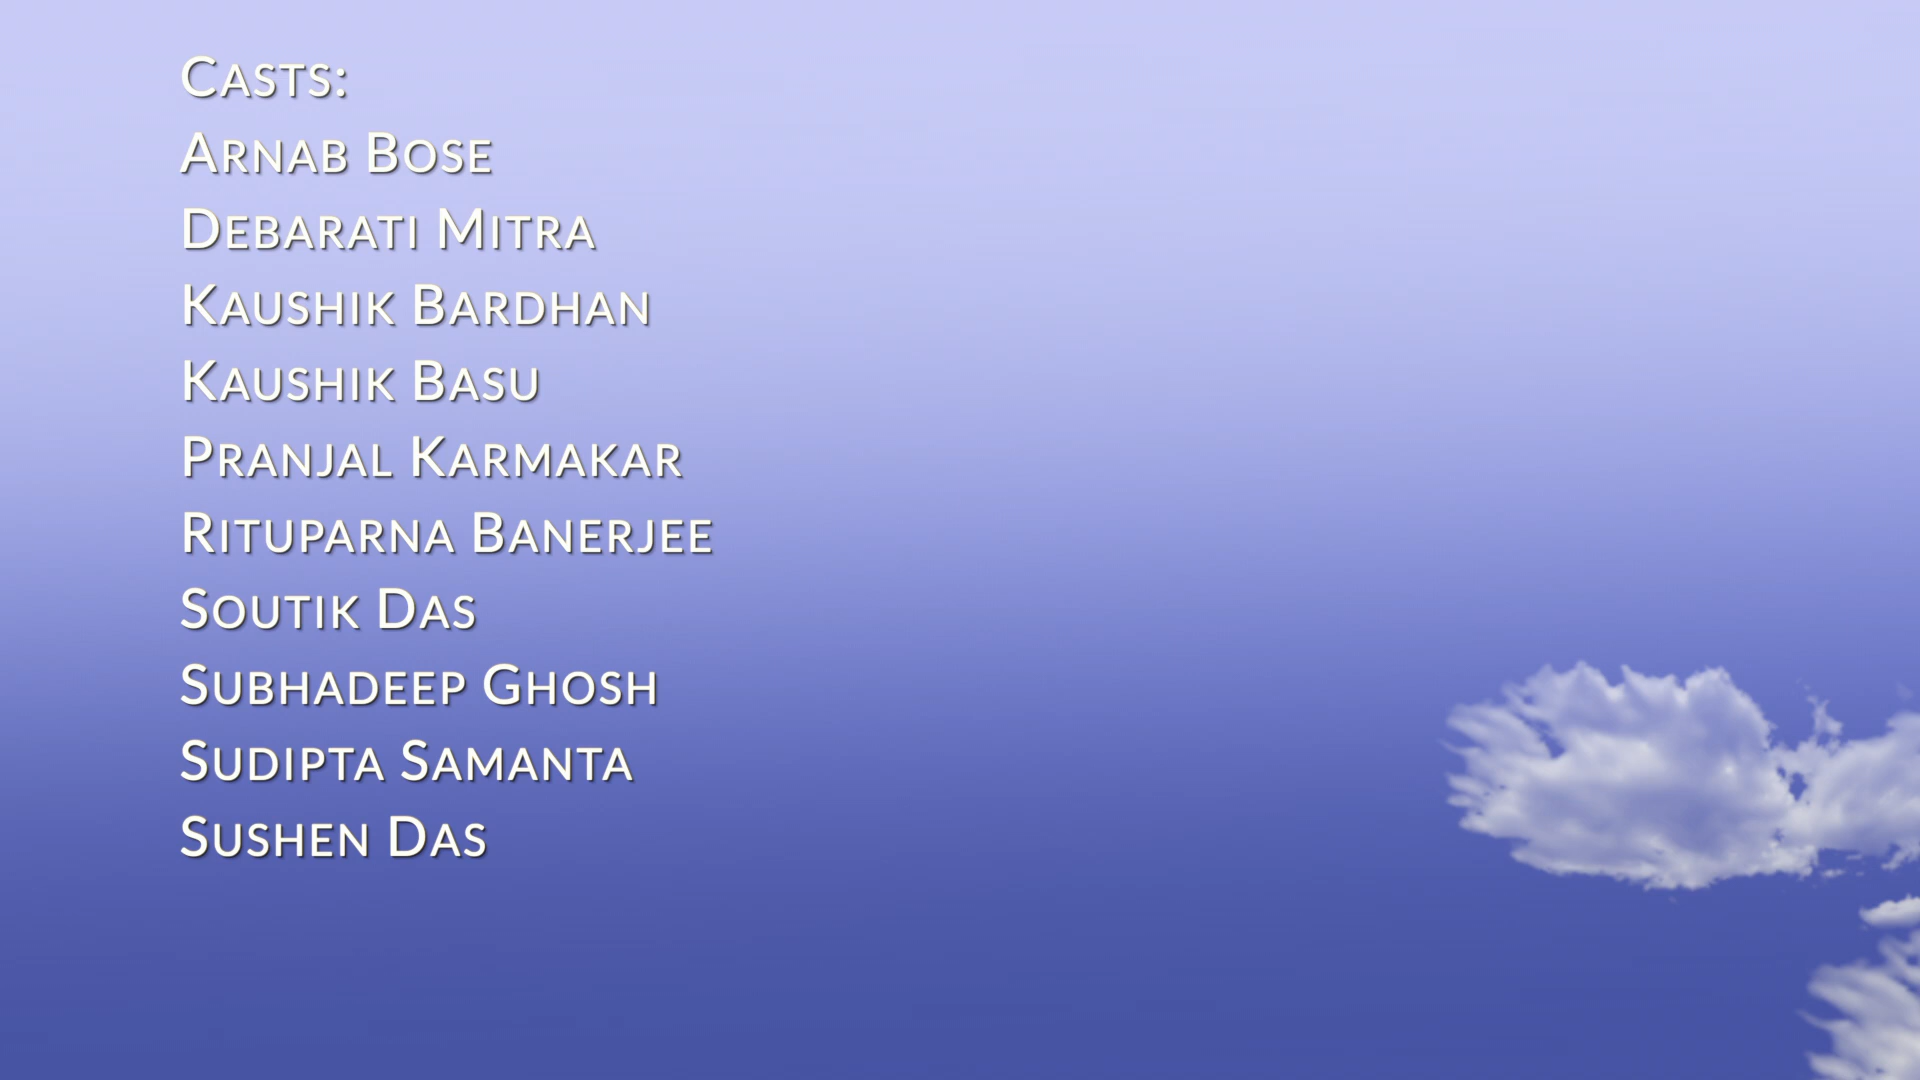 Casts:
Arnab Bose
Debarati Mitra
Kaushik Bardhan
Kaushik Basu
Pranjal Karmakar
Rituparna Banerjee
Soutik Das
Subhadeep Ghosh
Sudipta Samanta
Sushen Das